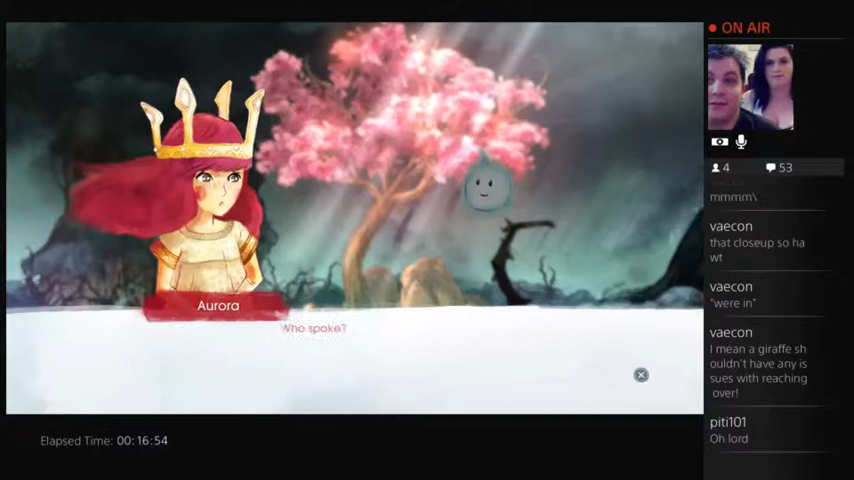 ON AIR
4 53
mmmm\
vaecon
that closeup so ha
wt
vaecon
"were in"
vaecon
I mean a giraffe sh
ouldn't have any is
sues with reaching
over!
piti101
Oh lord
Aurora
Who spoke?
Elapsed Time: 00:16:54